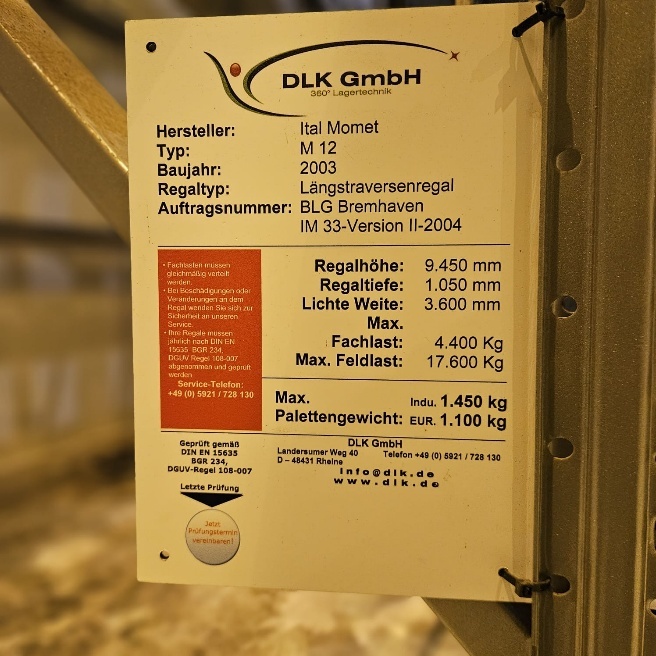 DLK GmbH
360° Lagertechnik
Hersteller: Ital Momet
Typ: M 12
Baujahr: 2003
Regaltyp: Längstraversenregal
Auftragsnummer: BLG Bremhaven
IM 33-Version II-2004
• Fachlasten müssen
gleichmäßig verteilt
werden.
• Bei Beschädigungen oder
Veränderungen an dem
Regal wenden Sie sich zur
Sicherheit an unseren
Service.
• Ihre Regale müssen
jährlich nach DIN EN
15635 BGR 234,
DGUV Regel 108-007
abgenommen und geprüft
werden
Service-Telefon:
+49 (0) 5921 / 728 130
Regalhöhe: 9.450 mm
Regaltiefe: 1.050 mm
Lichte Weite: 3.600 mm
Max.
Fachlast: 4.400 Kg
Max. Feldlast: 17.600 Kg
Max. Indu. 1.450 kg
Palettengewicht: EUR. 1.100 kg
Geprüft gemäß
DIN EN 15635
BGR 234,
DGUV-Regel 108-007
Letzte Prüfung
Jetzt
Prüfungstermin
vereinbaren!
DLK GmbH
Landersumer Weg 40 Telefon +49 (0) 5921 / 728 130
D – 48431 Rheine
info@dlk.de
www.dlk.de